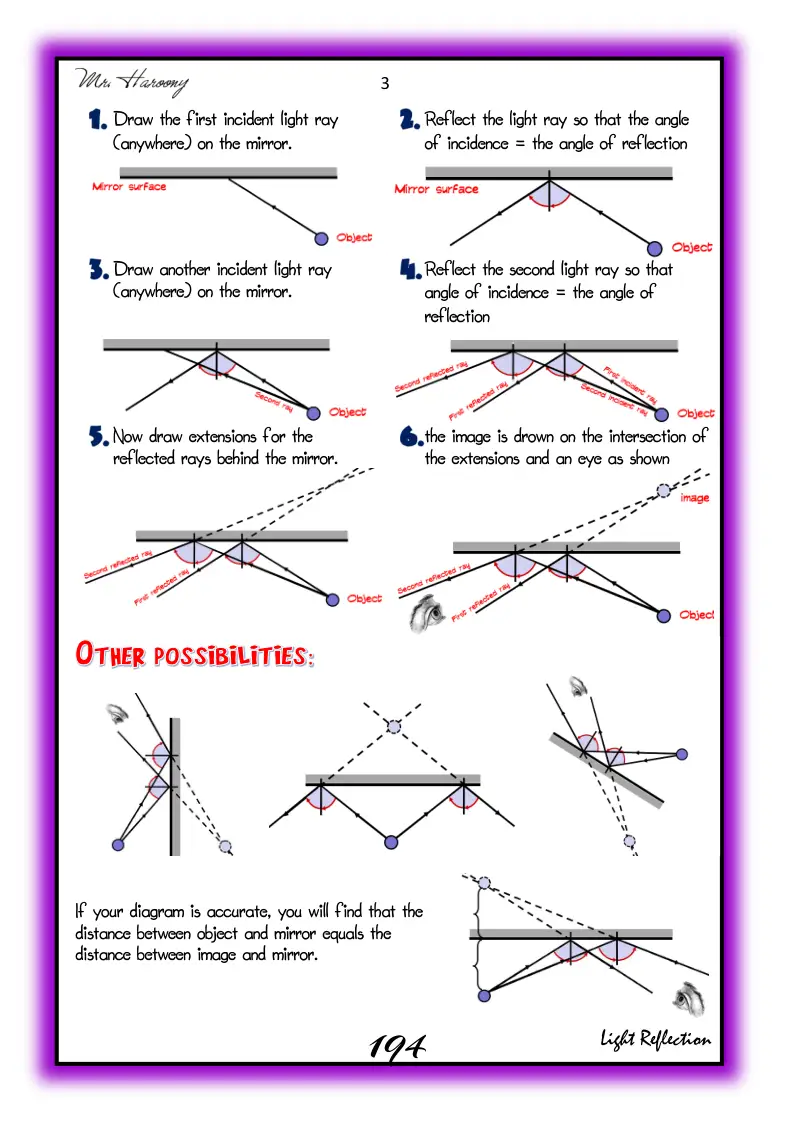 Mr. Haroony
3
1. Draw the first incident light ray
(anywhere) on the mirror.
Mirror surface
Object
2. Reflect the light ray so that the angle
of incidence = the angle of reflection
Mirror surface
Object
3. Draw another incident light ray
(anywhere) on the mirror.
Second ray
Object
4. Reflect the second light ray so that
angle of incidence = the angle of
reflection
Second reflected ray
First reflected ray
First incident ray
Second incident ray
Object
5. Now draw extensions for the
reflected rays behind the mirror.
Second reflected ray
First reflected ray
Object
6. the image is drown on the intersection of
the extensions and an eye as shown
image
Second reflected ray
First reflected ray
Object
OTHER POSSIBILITIES:
If your diagram is accurate, you will find that the
distance between object and mirror equals the
distance between image and mirror.
194
Light Reflection